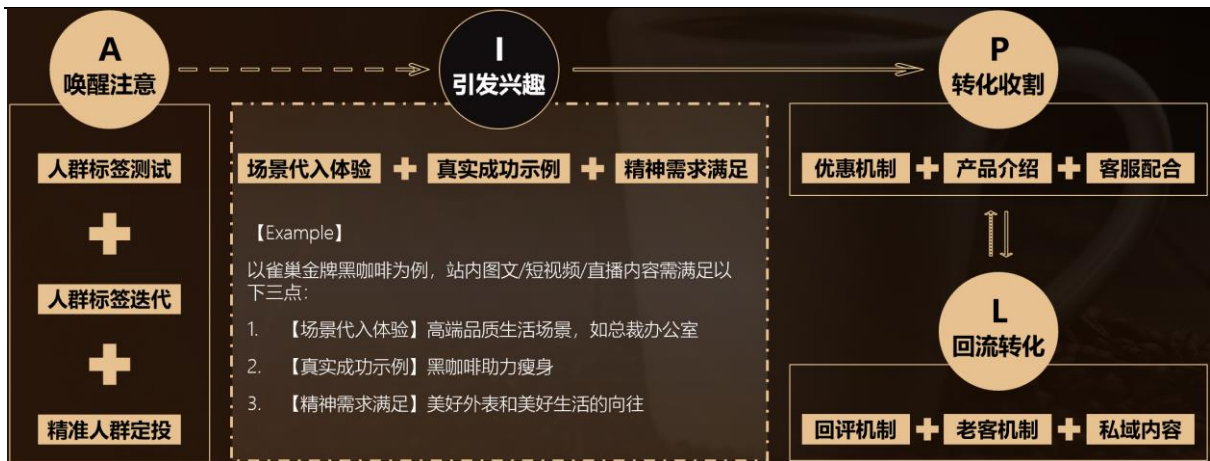 A
唤醒注意
人群标签测试
+
人群标签迭代
+
精准人群定投
I
引发兴趣
场景代入体验 + 真实成功示例 + 精神需求满足
【Example】
以雀巢金牌黑咖啡为例，站内图文/短视频/直播内容需满足以
下三点：
1. 【场景代入体验】高端品质生活场景，如总裁办公室
2. 【真实成功示例】黑咖啡助力瘦身
3. 【精神需求满足】美好外表和美好生活的向往
P
转化收割
优惠机制 + 产品介绍 + 客服配合
L
回流转化
回评机制 + 老客机制 + 私域内容